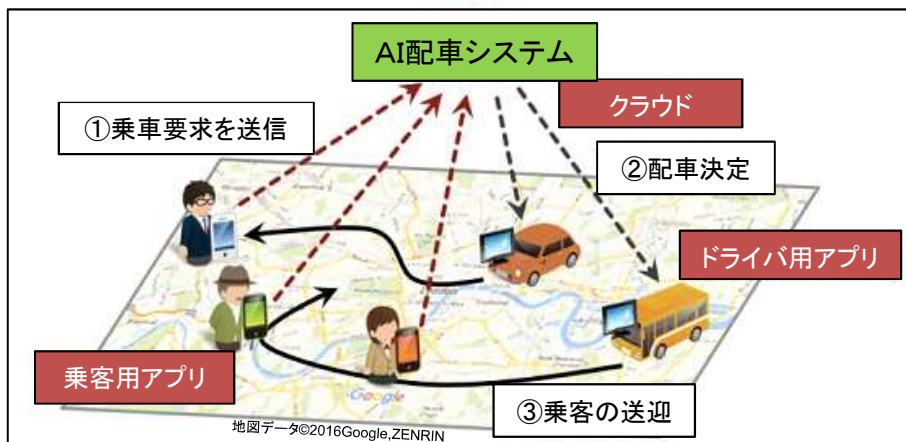 AI配車システム
クラウド
①乗車要求を送信
②配車決定
ドライバ用アプリ
乗客用アプリ
③乗客の送迎
Google
地図データ©2016Google,ZENRIN